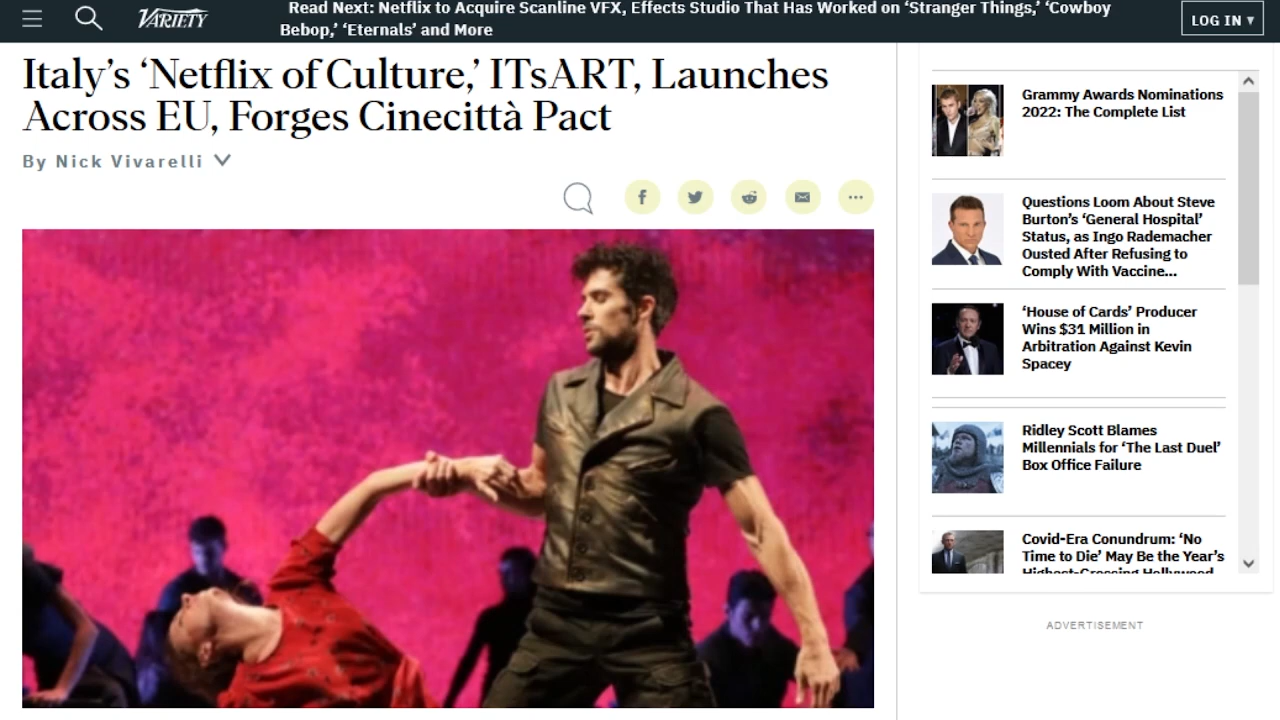 Read Next: Netflix to Acquire Scanline VFX, Effects Studio That Has Worked on ‘Stranger Things,’ ‘Cowboy
Bebop,’ ‘Eternals’ and More
VARIETY
LOG IN ▾
Italy’s ‘Netflix of Culture,’ ITsART, Launches
Across EU, Forges Cinecittà Pact
By Nick Vivarelli
Grammy Awards Nominations
2022: The Complete List
Questions Loom About Steve
Burton’s ‘General Hospital’
Status, as Ingo Rademacher
Ousted After Refusing to
Comply With Vaccine...
‘House of Cards’ Producer
Wins $31 Million in
Arbitration Against Kevin
Spacey
Ridley Scott Blames
Millennials for ‘The Last Duel’
Box Office Failure
Covid-Era Conundrum: ‘No
Time to Die’ May Be the Year’s
Highest-Grossing Hollywood
ADVERTISEMENT